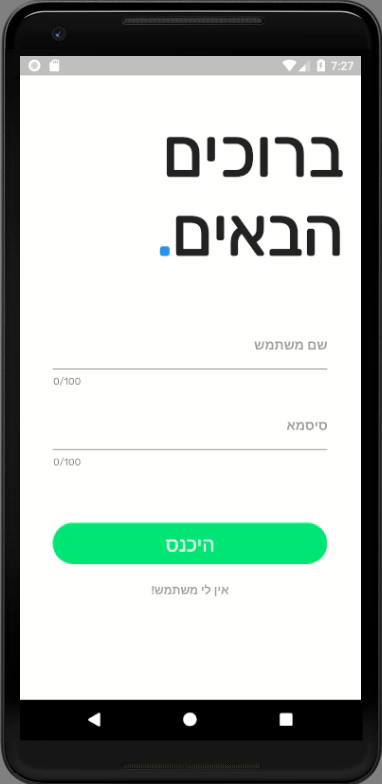 7:27
ברוכים
הבאים.
שם משתמש
0/100
סיסמא
0/100
היכנס
אין לי משתמש!